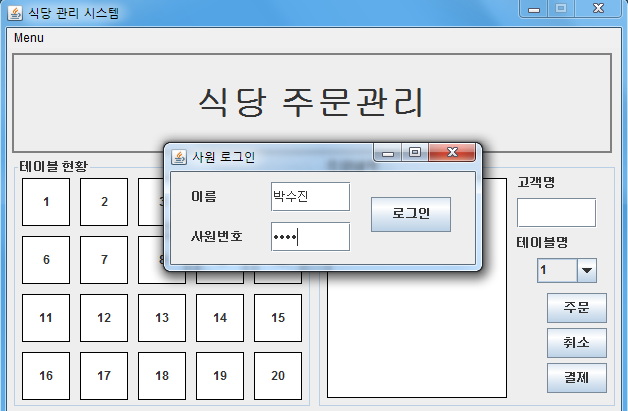 식당 관리 시스템
Menu
식당 주문관리
사원 로그인
이름
박수진
로그인
사원번호
••••
테이블 현황
고객명
테이블명
1
1 2 3
6 7 8
11 12 13 14 15
16 17 18 19 20
주문
취소
결제